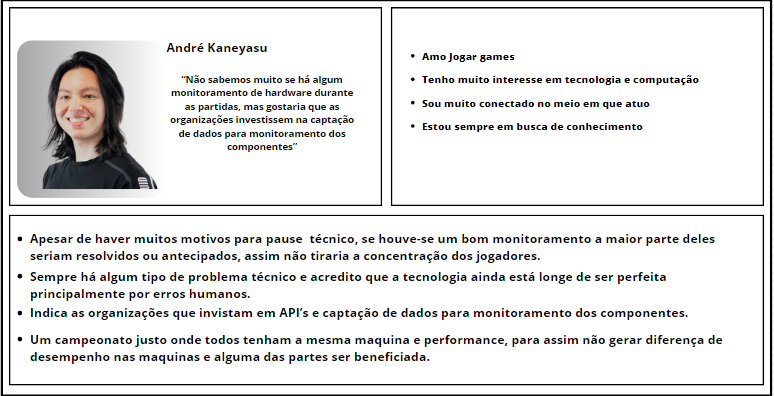 André Kaneyasu
“Não sabemos muito se há algum
monitoramento de hardware durante
as partidas, mas gostaria que as
organizações investissem na captação
de dados para monitoramento dos
componentes”
• Amo Jogar games
• Tenho muito interesse em tecnologia e computação
• Sou muito conectado no meio em que atuo
• Estou sempre em busca de conhecimento
• Apesar de haver muitos motivos para pause técnico, se houve-se um bom monitoramento a maior parte deles
seriam resolvidos ou antecipados, assim não tiraria a concentração dos jogadores.
• Sempre há algum tipo de problema técnico e acredito que a tecnologia ainda está longe de ser perfeita
principalmente por erros humanos.
• Indica as organizações que invistam em API’s e captação de dados para monitoramento dos componentes.
• Um campeonato justo onde todos tenham a mesma maquina e performance, para assim não gerar diferença de
desempenho nas maquinas e alguma das partes ser beneficiada.